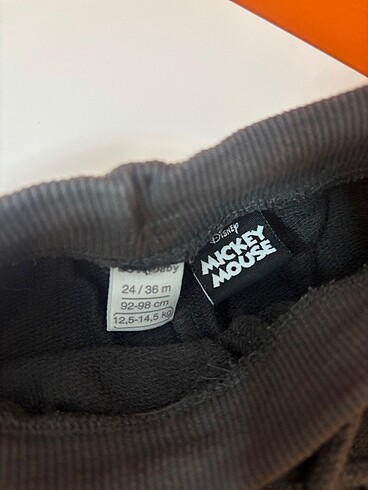 24 / 36 m
92-98 cm
12,5-14,5 kg
DISNEY
MICKEY
MOUSE